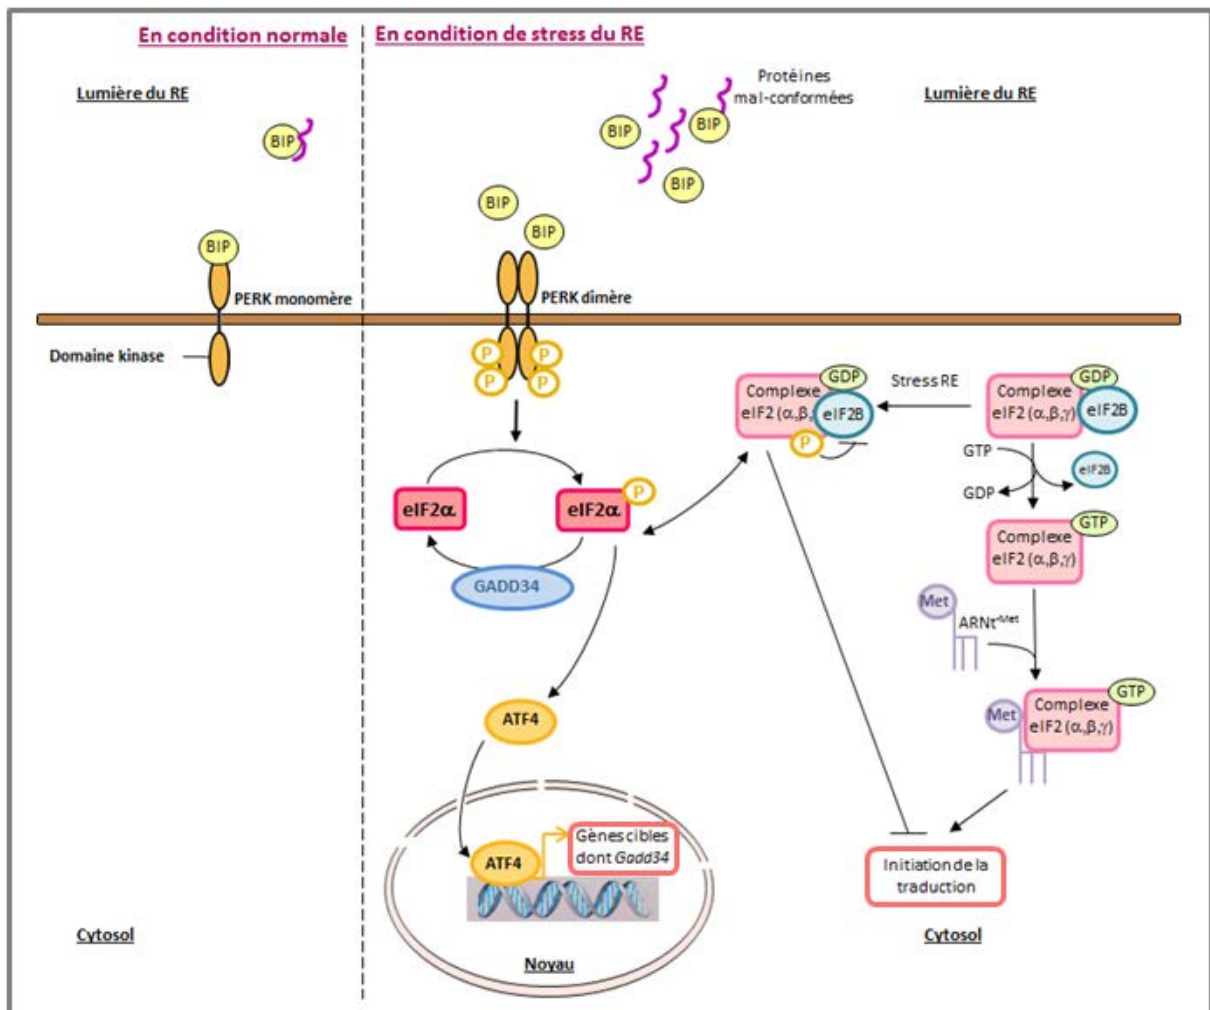 En condition normale
En condition de stress du RE
Lumière du RE
BIP
BIP
PERK monomère
Domaine kinase
Cytosol
Protéines
mal-conformées
Lumière du RE
BIP
BIP
BIP
BIP
BIP
PERK dimère
P
P
P
P
eIF2α
eIF2α
P
GADD34
ATF4
ATF4
Gènes cibles
dont Gadd34
Noyau
GDP
Complexe
eIF2 (α,β,
eIF2B
P
Stress RE
GDP
Complexe
eIF2 (α,β,γ)
eIF2B
GTP
eIF2B
GDP
GTP
Complexe
eIF2 (α,β,γ)
Met
ARNt-Met
GTP
Met
Complexe
eIF2 (α,β,γ)
Initiation de la
traduction
Cytosol